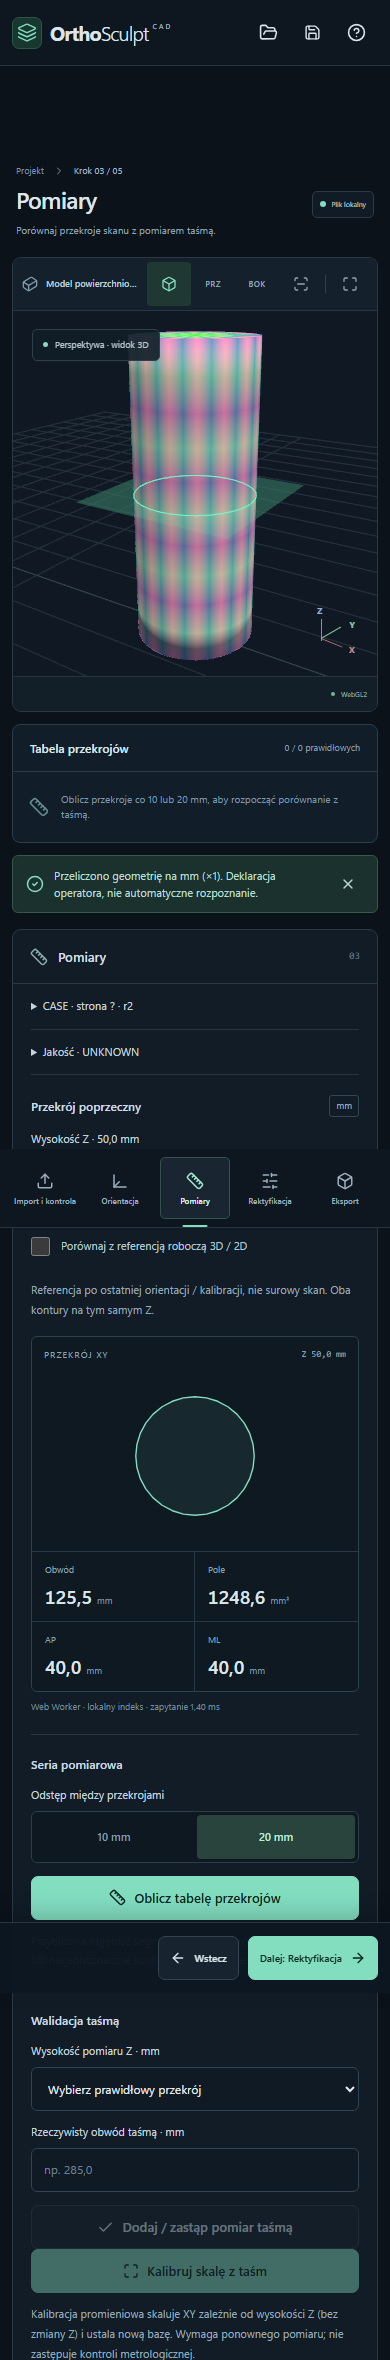 OrthoSculpt CAD
Projekt > Krok 03 / 05
Pomiary
Plik lokalny
Porównaj przekroje skanu z pomiarem taśmą.
Model powierzchnio...
PRZ
BOK
Perspektywa · widok 3D
Z
Y
X
WebGL2
Tabela przekrojów
0 / 0 prawidłowych
Oblicz przekroje co 10 lub 20 mm, aby rozpocząć porównanie z
taśmą.
Przeliczono geometrię na mm (×1). Deklaracja
operatora, nie automatyczne rozpoznanie.
Pomiary
03
CASE · strona ? · r2
Jakość · UNKNOWN
Przekrój poprzeczny
mm
Wysokość Z · 50,0 mm
Import i kontrola
Orientacja
Pomiary
Rektyfikacja
Eksport
Porównaj z referencją roboczą 3D / 2D
Referencja po ostatniej orientacji / kalibracji, nie surowy skan. Oba
kontury na tym samym Z.
PRZEKRÓJ XY
Z 50,0 mm
Obwód
125,5 mm
Pole
1248,6 mm²
AP
40,0 mm
ML
40,0 mm
Web Worker · lokalny indeks · zapytanie 1,40 ms
Seria pomiarowa
Odstęp między przekrojami
10 mm
20 mm
Oblicz tabelę przekrojów
Wstecz
Dalej: Rektyfikacja
Walidacja taśmą
Wysokość pomiaru Z · mm
Wybierz prawidłowy przekrój
Rzeczywisty obwód taśmą · mm
np. 285,0
Dodaj / zastąp pomiar taśmą
Kalibruj skalę z taśm
Kalibracja promieniowa skaluje XY zależnie od wysokości Z (bez
zmiany Z) i ustala nową bazę. Wymaga ponownego pomiaru; nie
zastępuje kontroli metrologicznej.